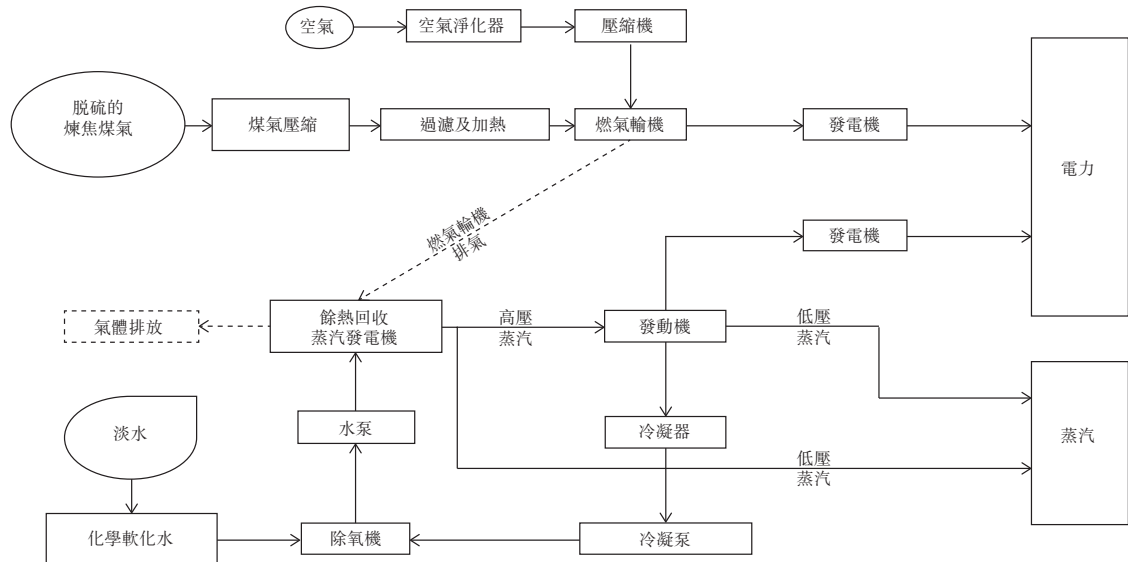 空氣
空氣淨化器
壓縮機
脱硫的
煉焦煤氣
煤氣壓縮
過濾及加熱
燃氣輪機
發電機
電力
燃氣輪機
排氣
發電機
氣體排放
餘熱回收
蒸汽發電機
高壓
蒸汽
發動機
低壓
蒸汽
淡水
水泵
冷凝器
低壓
蒸汽
蒸汽
化學軟化水
除氧機
冷凝泵